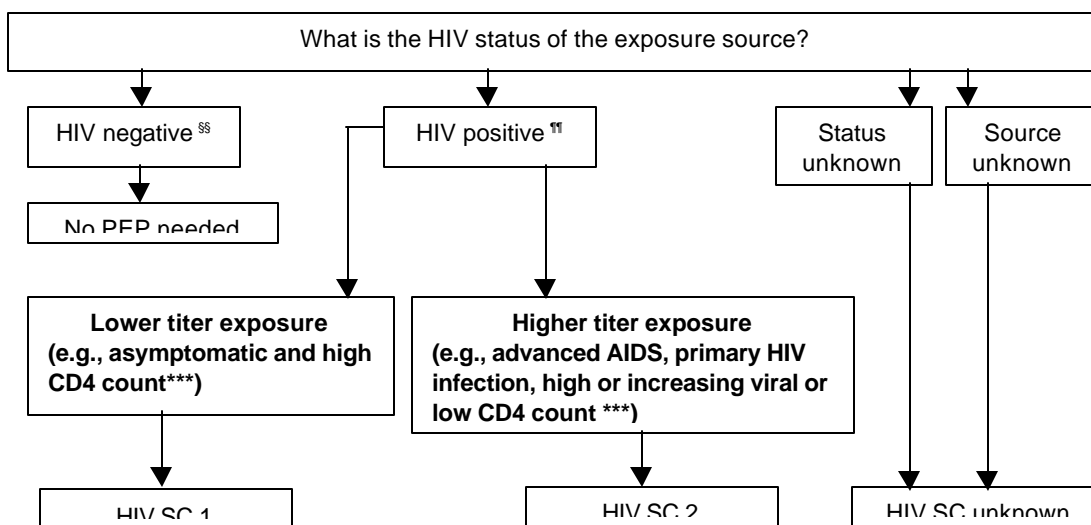 What is the HIV status of the exposure source?
HIV negative §§
HIV positive ¶¶
Status
unknown
Source
unknown
No PEP needed
Lower titer exposure
(e.g., asymptomatic and high
CD4 count***)
Higher titer exposure
(e.g., advanced AIDS, primary HIV
infection, high or increasing viral or
low CD4 count ***)
HIV SC 1
HIV SC 2
HIV SC unknown